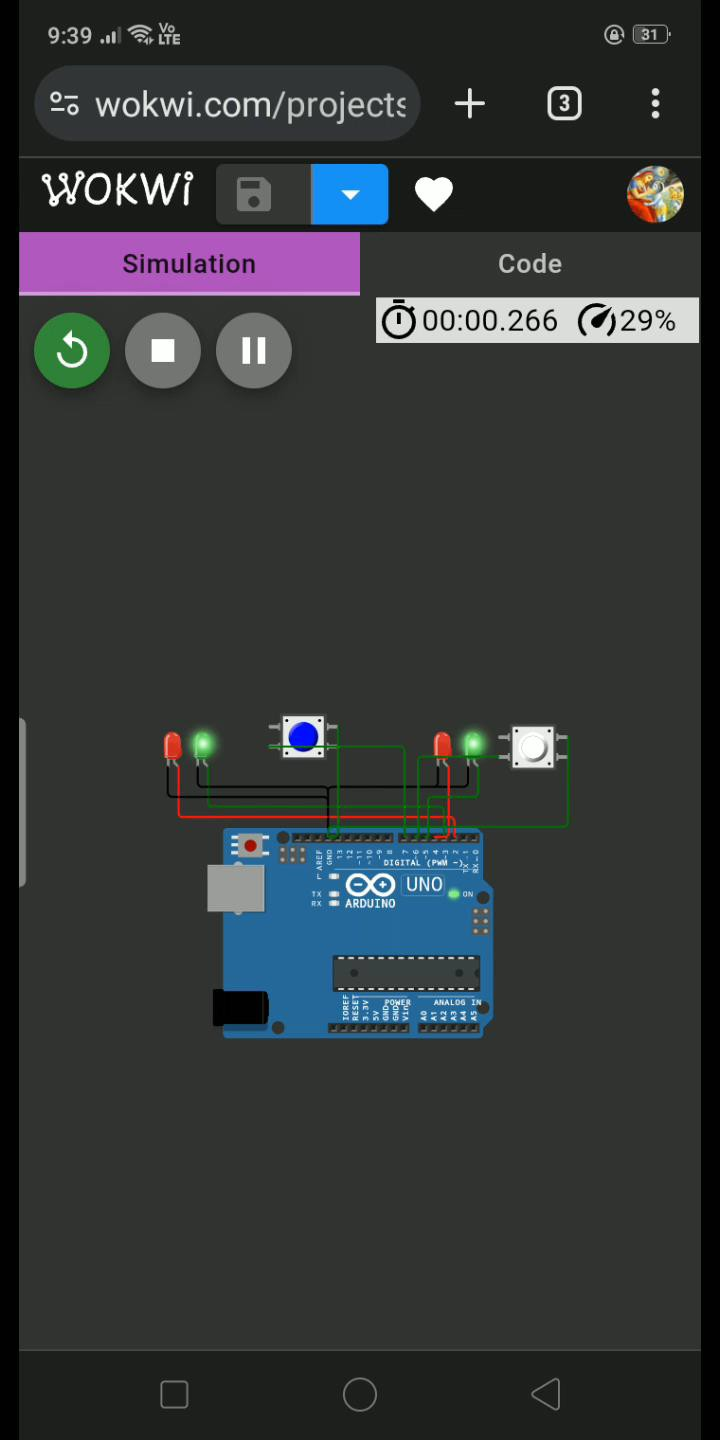 9:39 Vo LTE 31
wokwi.com/projects 3
WOKWi
Simulation Code
00:00.266 29%
AREF GND 13 12 ~11 ~10 ~9 8 7 ~6 ~5 4 ~3 2 TX→1 RX←0
DIGITAL (PWM ~)
UNO
TX ON
RX ARDUINO
POWER ANALOG IN
IOREF RESET 3.3V 5V GND GND Vin A0 A1 A2 A3 A4 A5